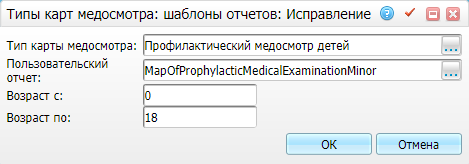 Типы карт медосмотра: шаблоны отчетов: Исправление
Тип карты медосмотра: Профилактический медосмотр детей ...
Пользовательский отчет: MapOfProphylacticMedicalExaminationMinor ...
Возраст с: 0
Возраст по: 18
ОК Отмена